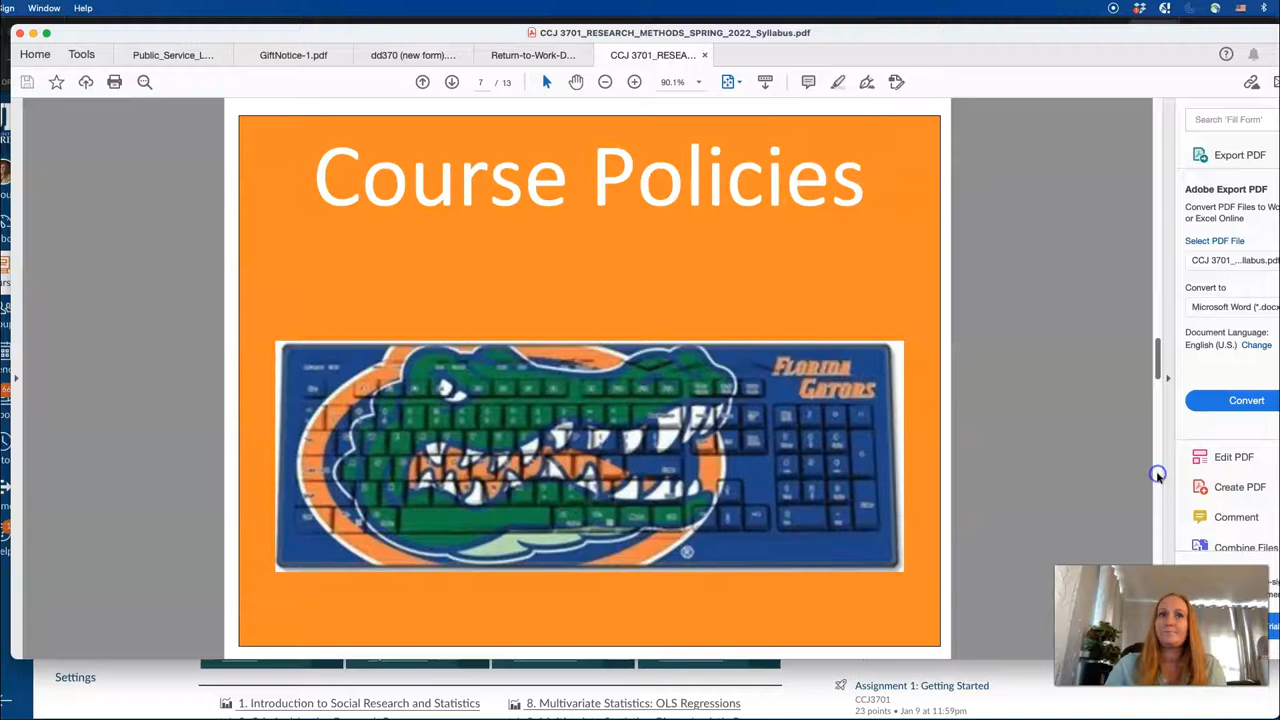 Sign
Window
Help
CCJ 3701_RESEARCH_METHODS_SPRING_2022_Syllabus.pdf
Home
Tools
Public_Service_L...
GiftNotice-1.pdf
dd370 (new form)....
Return-to-Work-D...
CCJ 3701_RESEA...
7 / 13
90.1%
Search 'Fill Form'
Export PDF
Adobe Export PDF
Convert PDF Files to Wo
or Excel Online
Select PDF File
CCJ 3701_...llabus.pdf
Convert to
Microsoft Word (*.docx
Document Language:
English (U.S.) Change
Convert
Edit PDF
Create PDF
Comment
Combine Files
Course Policies
FLORIDA
GATORS
®
Settings
1. Introduction to Social Research and Statistics
8. Multivariate Statistics: OLS Regressions
Assignment 1: Getting Started
CCJ3701
23 points • Jan 9 at 11:59pm